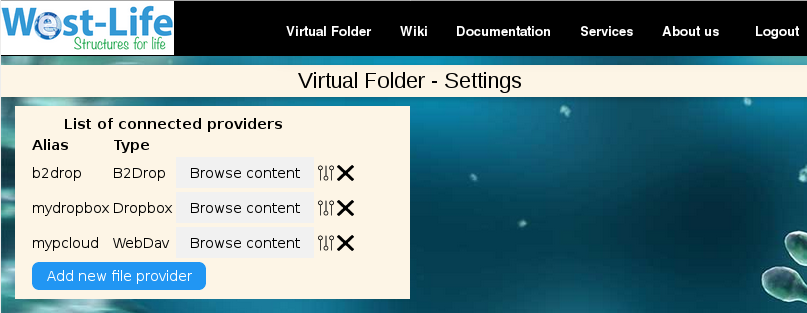 West-Life
Structures for life
Virtual Folder Wiki Documentation Services About us Logout
Virtual Folder - Settings
List of connected providers
Alias Type
b2drop B2Drop Browse content
mydropbox Dropbox Browse content
mypcloud WebDav Browse content
Add new file provider